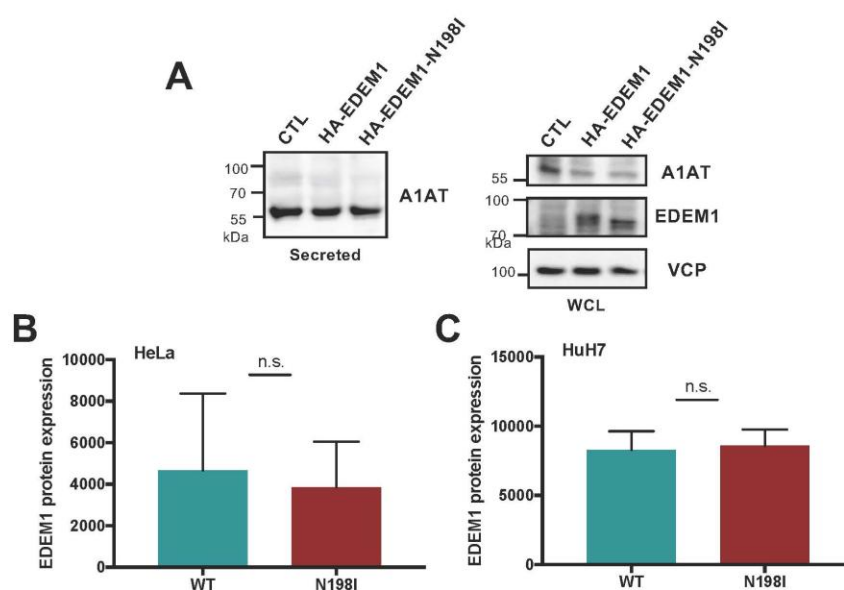 A
CTL
HA-EDEM1
HA-EDEM1-N198I
100
70
55
kDa
A1AT
Secreted
CTL
HA-EDEM1
HA-EDEM1-N198I
55
A1AT
100
70
kDa
EDEM1
100
VCP
WCL
B
HeLa
n.s.
EDEM1 protein expression
10000
8000
6000
4000
2000
0
WT
N198I
C
HuH7
n.s.
EDEM1 protein expression
15000
10000
5000
0
WT
N198I